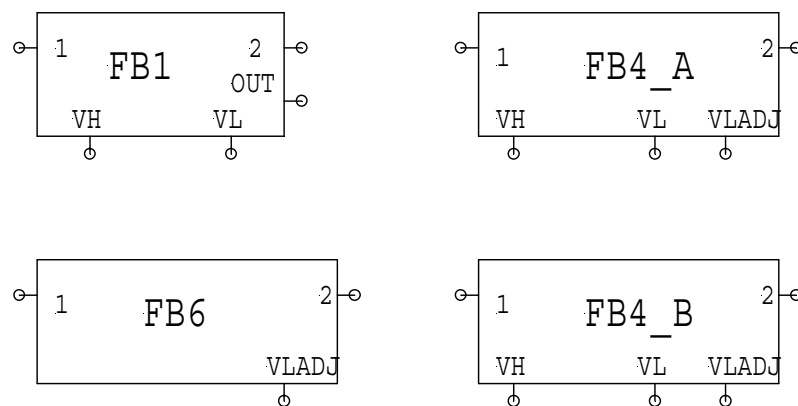 1 FB1 2
OUT
VH VL
1 FB4_A 2
VH VL VLADJ
1 FB6 2
VLADJ
1 FB4_B 2
VH VL VLADJ